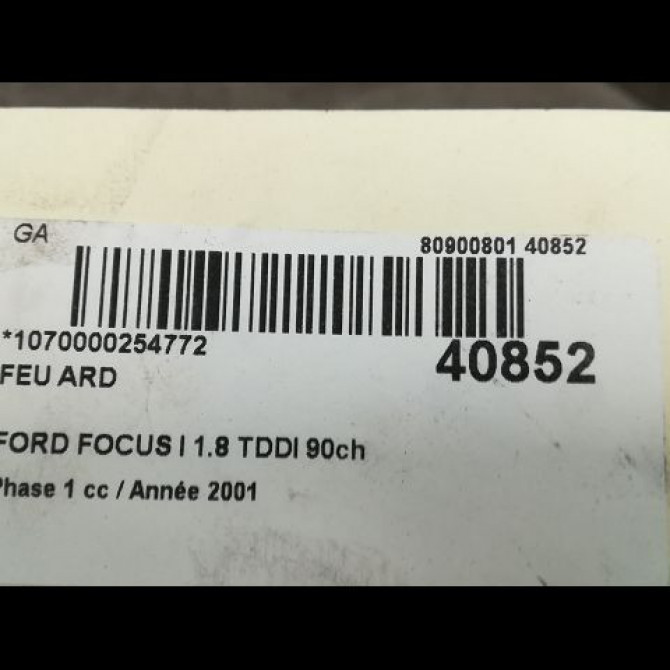 GA
80900801 40852
*1070000254772
40852
FEU ARD
FORD FOCUS I 1.8 TDDI 90ch
Phase 1 cc / Année 2001